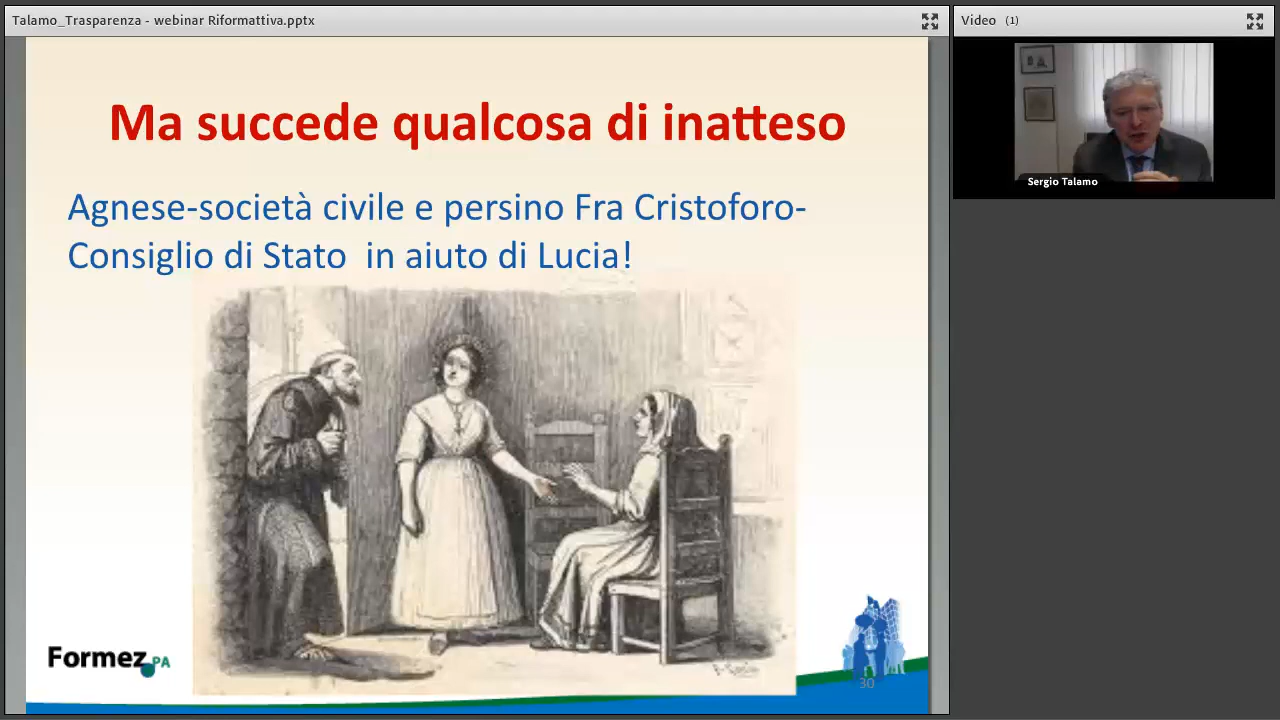 Talamo_Trasparenza - webinar Riformattiva.pptx
Video (1)
Ma succede qualcosa di inatteso
Agnese-società civile e persino Fra Cristoforo-
Consiglio di Stato in aiuto di Lucia!
Sergio Talamo
Formez PA
30